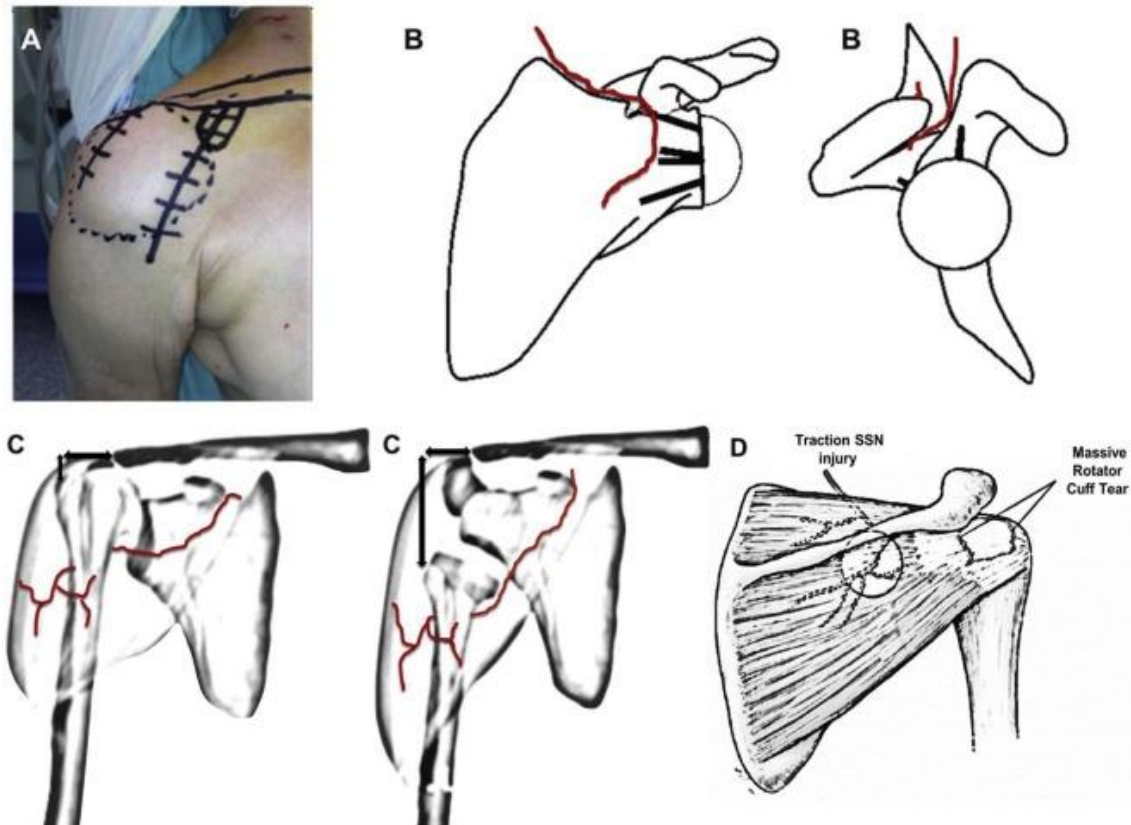 A
B
B
C
C
Traction SSN
injury
D
Massive
Rotator
Cuff Tear